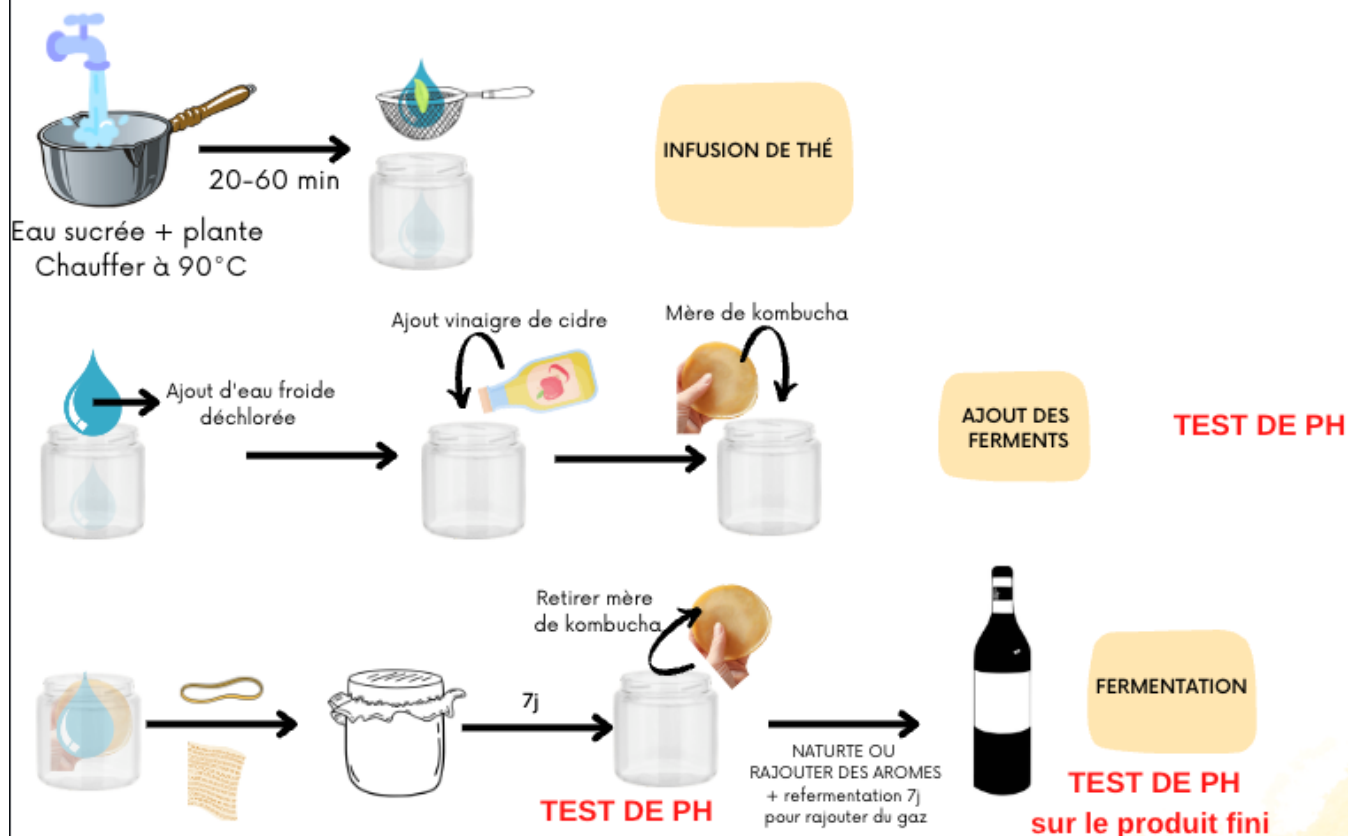 20-60 min
Eau sucrée + plante
Chauffer à 90°C
INFUSION DE THÉ
Ajout d'eau froide
déchlorée
Ajout vinaigre de cidre
Mère de kombucha
AJOUT DES
FERMENTS
TEST DE PH
7j
Retirer mère
de kombucha
TEST DE PH
NATURTE OU
RAJOUTER DES AROMES
+ refermentation 7j
pour rajouter du gaz
FERMENTATION
TEST DE PH
sur le produit fini